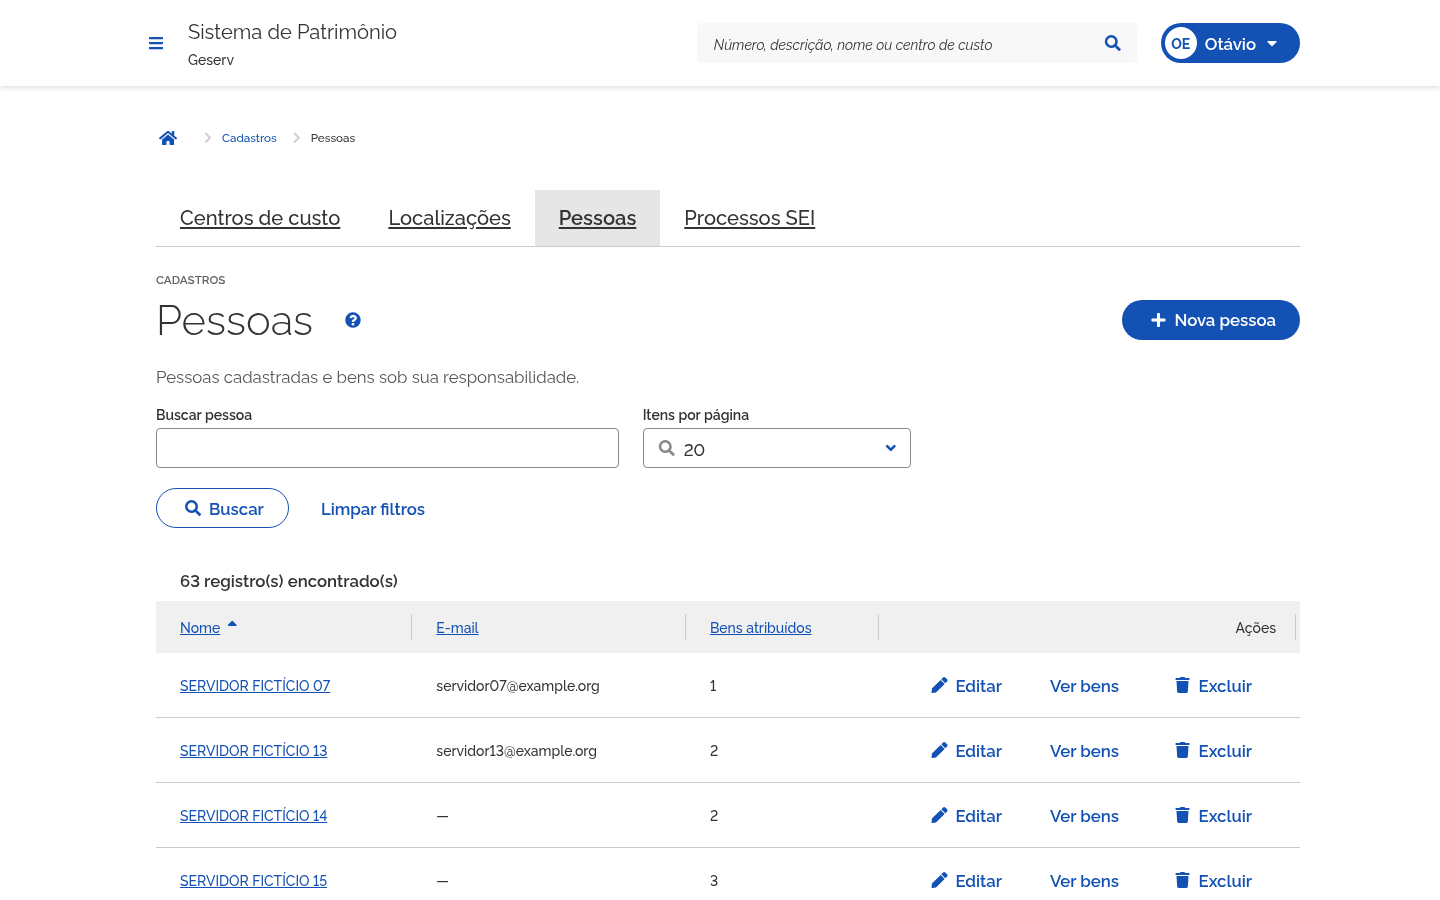 Sistema de Patrimônio
Geserv
Número, descrição, nome ou centro de custo
OE Otávio
Cadastros Pessoas
Centros de custo Localizações Pessoas Processos SEI
CADASTROS
Pessoas
Nova pessoa
Pessoas cadastradas e bens sob sua responsabilidade.
Buscar pessoa Itens por página
20
Buscar Limpar filtros
63 registro(s) encontrado(s)
Nome E-mail Bens atribuídos Ações
SERVIDOR FICTÍCIO 07 servidor07@example.org 1 Editar Ver bens Excluir
SERVIDOR FICTÍCIO 13 servidor13@example.org 2 Editar Ver bens Excluir
SERVIDOR FICTÍCIO 14 — 2 Editar Ver bens Excluir
SERVIDOR FICTÍCIO 15 — 3 Editar Ver bens Excluir